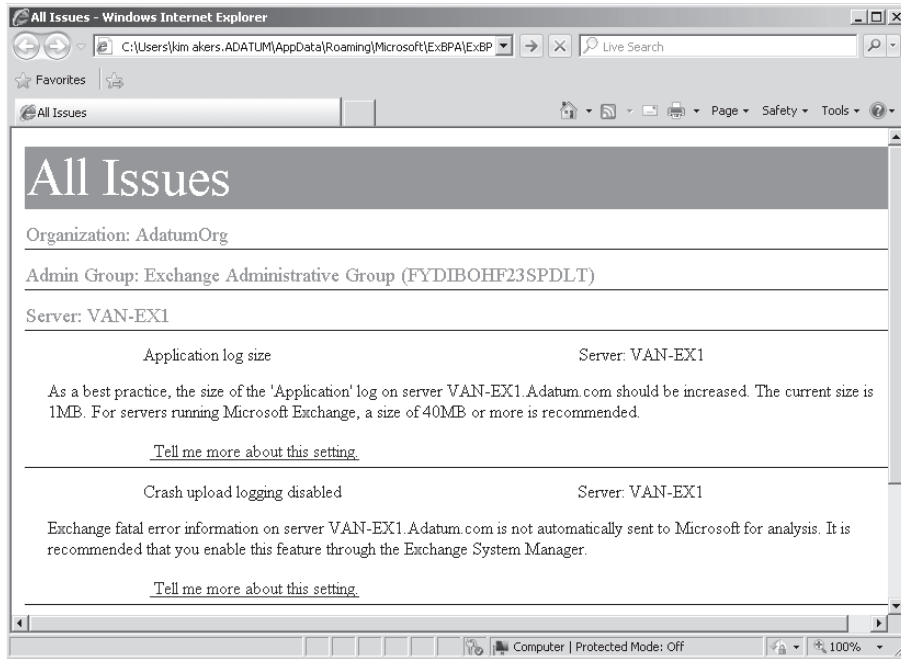 All Issues - Windows Internet Explorer
C:\Users\kim akers.ADATUM\AppData\Roaming\Microsoft\ExBPA\ExBP
Live Search
Favorites
All Issues
Page
Safety
Tools
All Issues
Organization: AdatumOrg
Admin Group: Exchange Administrative Group (FYDIBOHF23SPDLT)
Server: VAN-EX1
Application log size Server: VAN-EX1
As a best practice, the size of the 'Application' log on server VAN-EX1.Adatum.com should be increased. The current size is
1MB. For servers running Microsoft Exchange, a size of 40MB or more is recommended.
Tell me more about this setting.
Crash upload logging disabled Server: VAN-EX1
Exchange fatal error information on server VAN-EX1.Adatum.com is not automatically sent to Microsoft for analysis. It is
recommended that you enable this feature through the Exchange System Manager.
Tell me more about this setting.
Computer | Protected Mode: Off
100%